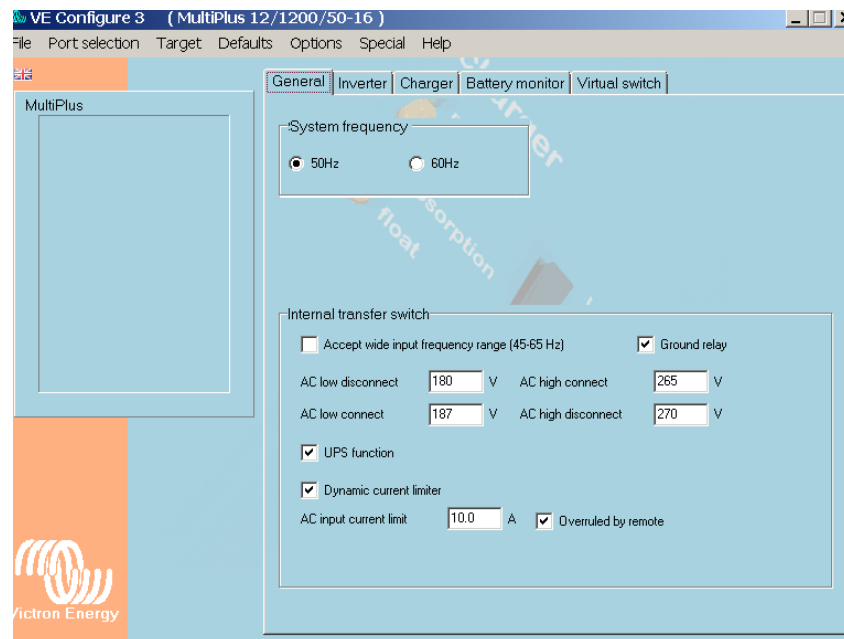 VE Configure 3 ( MultiPlus 12/1200/50-16 )
File Port selection Target Defaults Options Special Help
General Inverter Charger Battery monitor Virtual switch
MultiPlus
System frequency
50Hz 60Hz
float
absorption
Internal transfer switch
Accept wide input frequency range (45-65 Hz) Ground relay
AC low disconnect 180 V AC high connect 265 V
AC low connect 187 V AC high disconnect 270 V
UPS function
Dynamic current limiter
AC input current limit 10.0 A Overruled by remote
Victron Energy